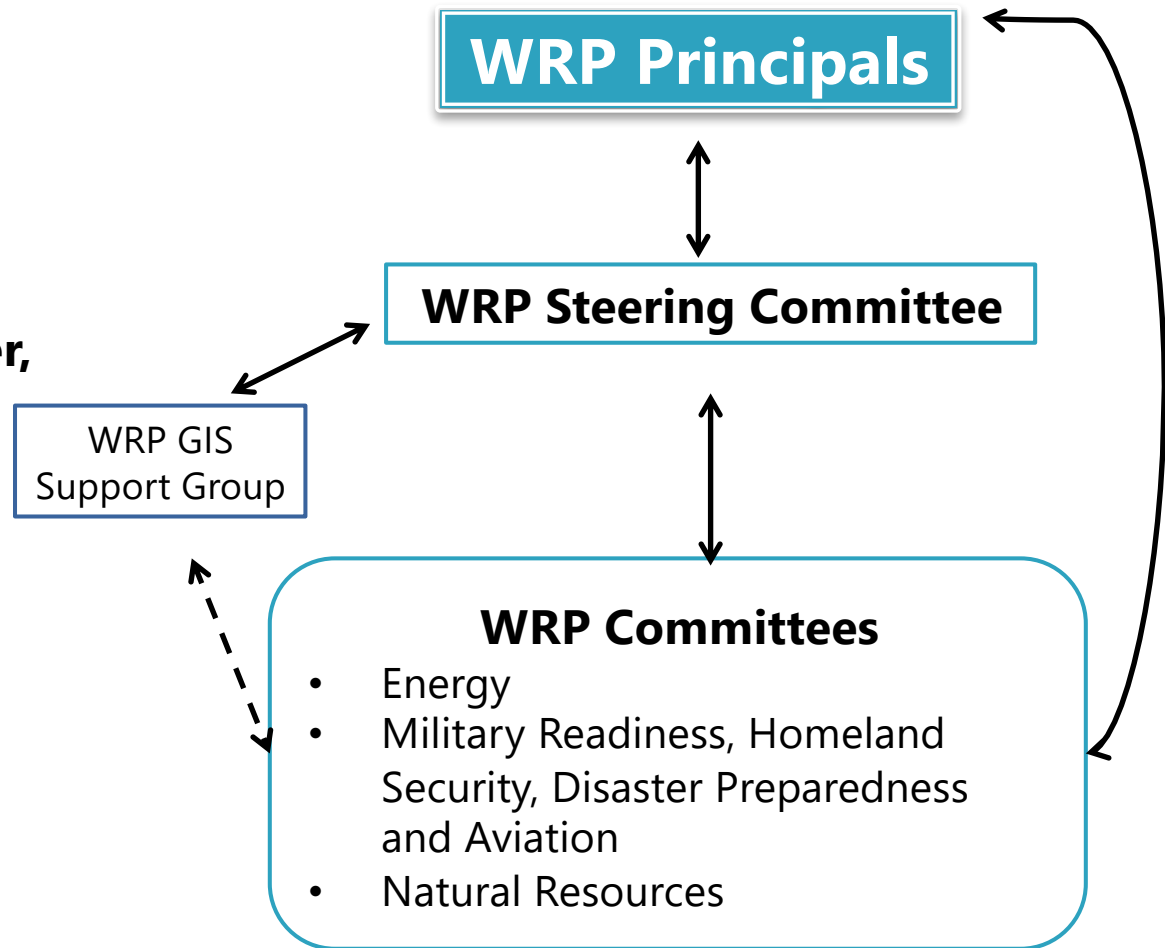 WRP Principals
WRP Steering Committee
er,
WRP GIS
Support Group
WRP Committees
• Energy
• Military Readiness, Homeland
Security, Disaster Preparedness
and Aviation
• Natural Resources